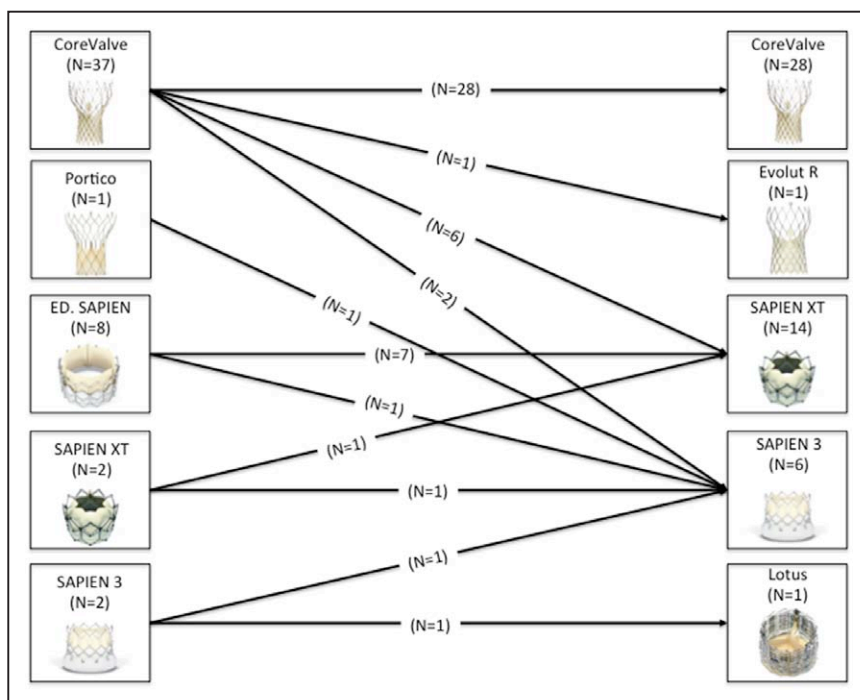 CoreValve
(N=37)
CoreValve
(N=28)
(N=28)
(N=1)
Portico
(N=1)
Evolut R
(N=1)
(N=6)
(N=2)
ED. SAPIEN
(N=8)
(N=1)
SAPIEN XT
(N=14)
(N=7)
(N=1)
SAPIEN XT
(N=2)
(N=1)
SAPIEN 3
(N=6)
(N=1)
(N=1)
SAPIEN 3
(N=2)
Lotus
(N=1)
(N=1)